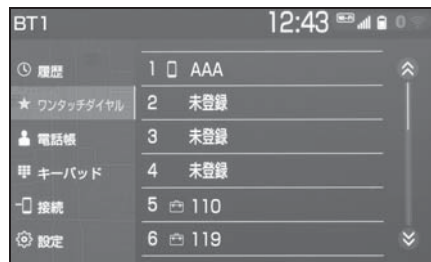 BT1 12:43
履歴
ワンタッチダイヤル
電話帳
キーパッド
接続
設定
1 AAA
2 未登録
3 未登録
4 未登録
5 110
6 119